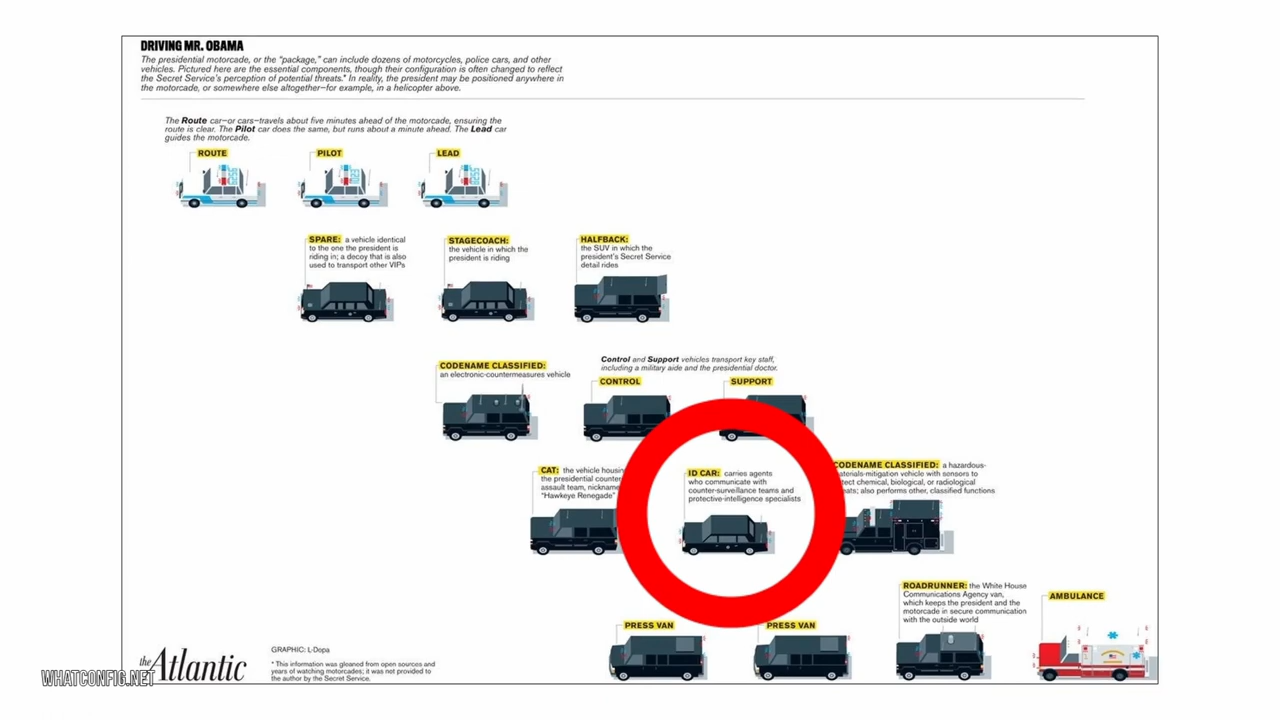 DRIVING MR. OBAMA
The presidential motorcade, or the "package," can include dozens of motorcycles, police cars, and other
vehicles. Pictured here are the essential components, though their configuration is often changed to reflect
the Secret Service's perception of potential threats.* In reality, the president may be positioned anywhere in
the motorcade, or somewhere else altogether—for example, in a helicopter above.
The Route car—or cars—travels about five minutes ahead of the motorcade, ensuring the
route is clear. The Pilot car does the same, but runs about a minute ahead. The Lead car
guides the motorcade.
ROUTE
PILOT
LEAD
SPARE: a vehicle identical
to the one the president is
riding in; a decoy that is also
used to transport other VIPs
STAGECOACH:
the vehicle in which the
president is riding
HALFBACK:
the SUV in which the
president's Secret Service
detail rides
CODENAME CLASSIFIED:
an electronic-countermeasures vehicle
Control and Support vehicles transport key staff,
including a military aide and the presidential doctor.
CONTROL
SUPPORT
CAT: the vehicle housin
the presidential counter
assault team, nickname
"Hawkeye Renegade"
ID CAR: carries agents
who communicate with
counter-surveillance teams and
protective-intelligence specialists
CODENAME CLASSIFIED: a hazardous-
aterials-mitigation vehicle with sensors to
tect chemical, biological, or radiological
eats; also performs other, classified functions
PRESS VAN
PRESS VAN
ROADRUNNER: the White House
Communications Agency van,
which keeps the president and the
motorcade in secure communication
with the outside world
AMBULANCE
the Atlantic
WHATCONFIG.NET
GRAPHIC: L-Dopa
* This information was gleaned from open sources and
years of watching motorcades; it was not provided to
the author by the Secret Service.